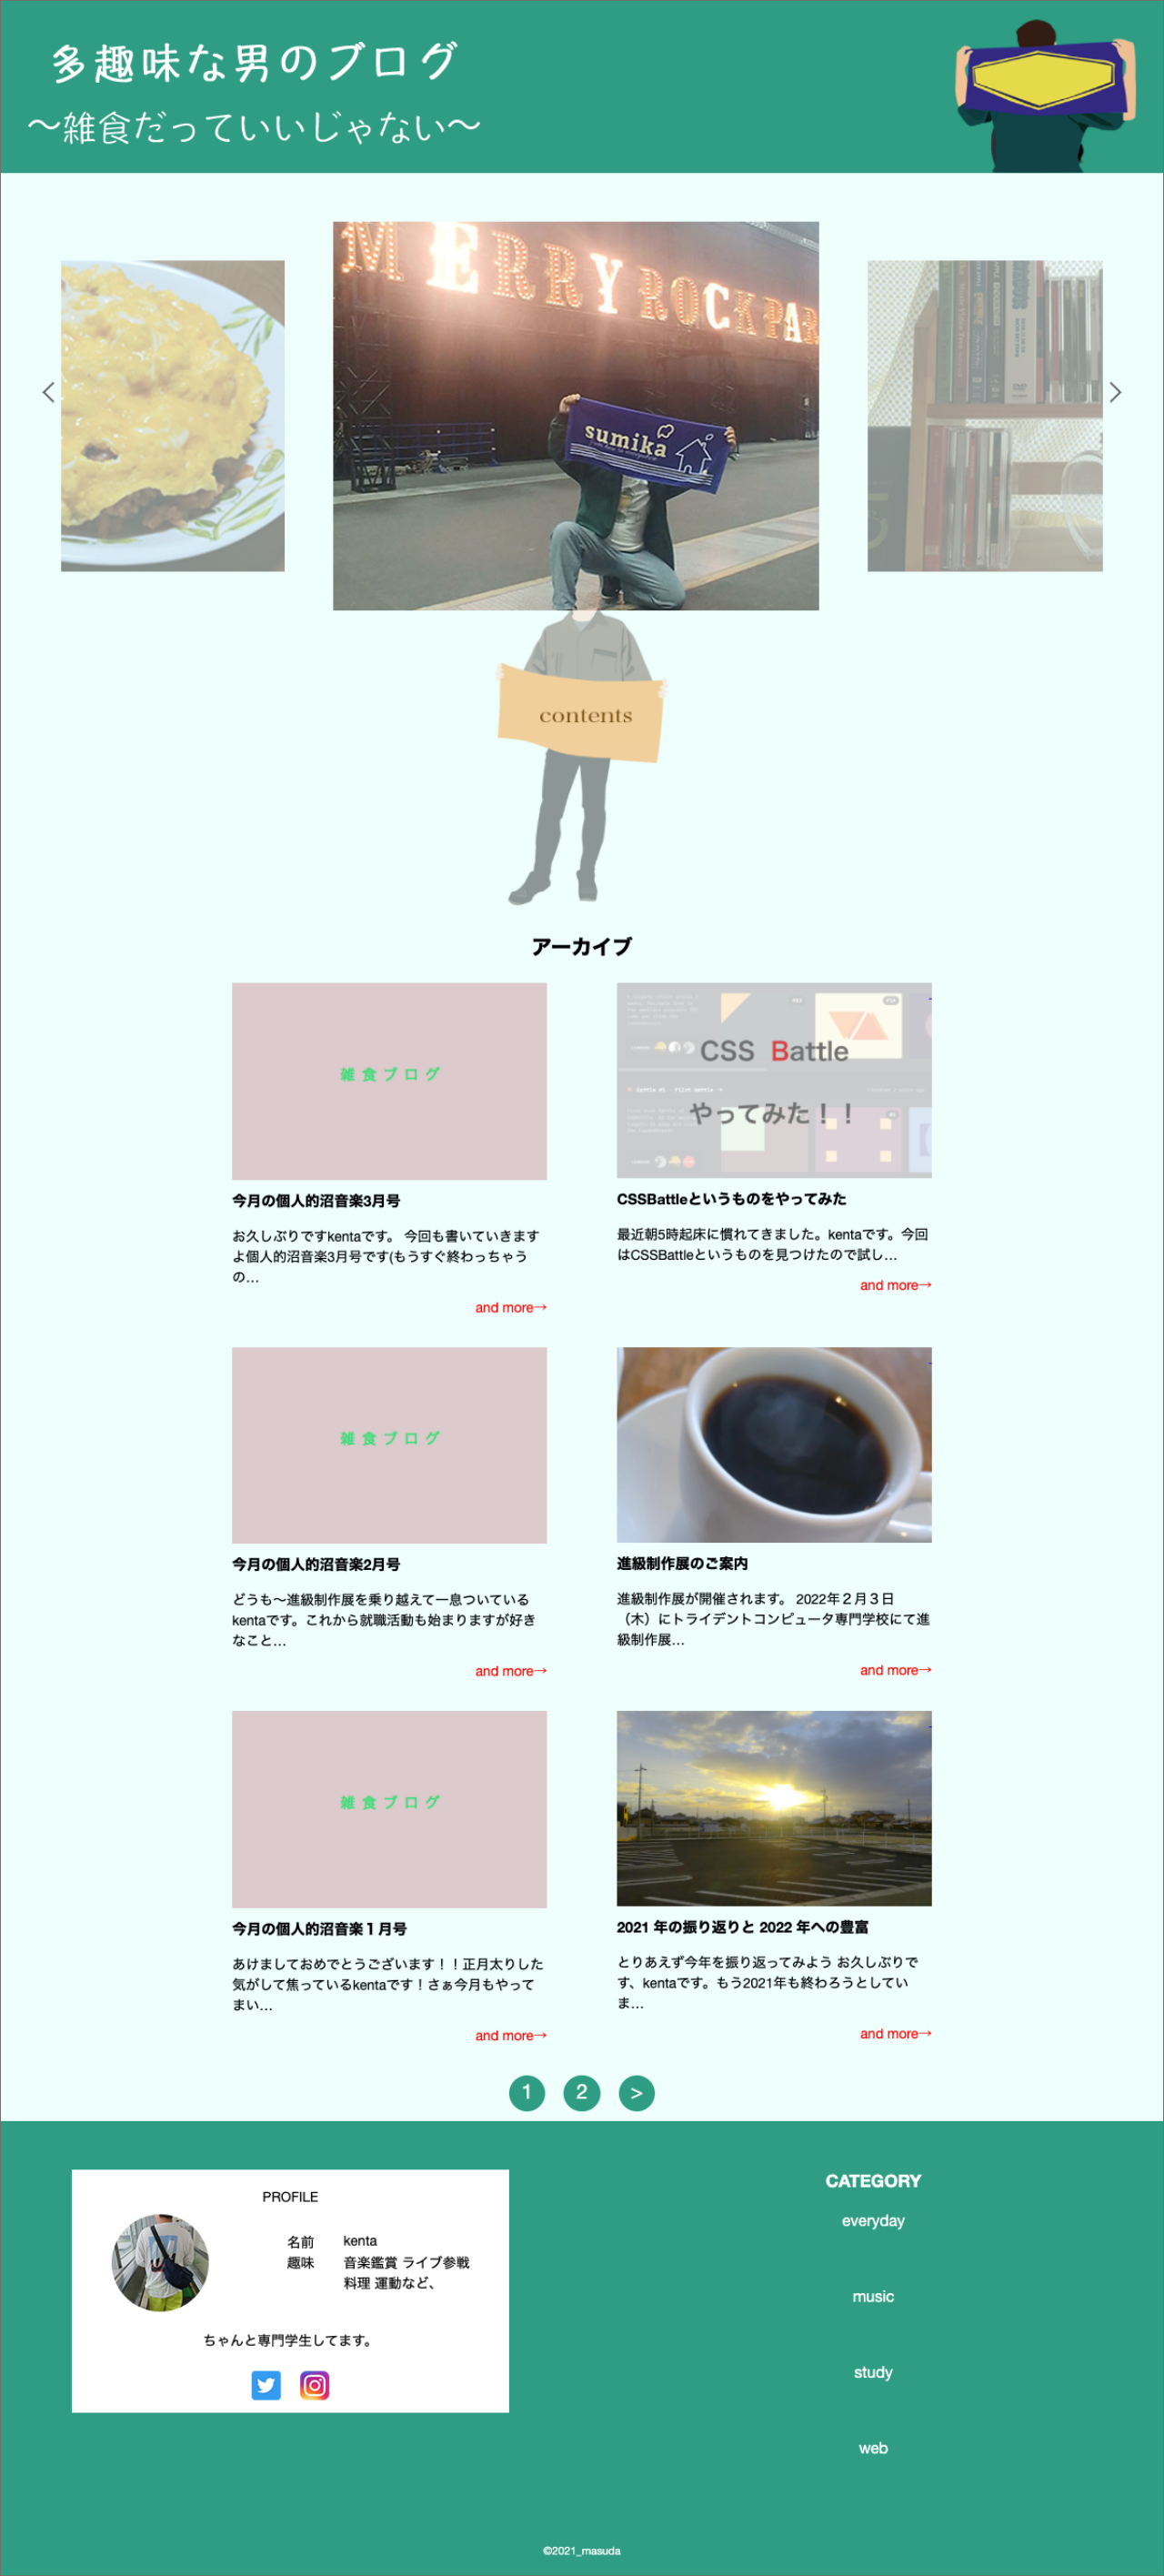 多趣味な男のブログ
〜雑食だっていいじゃない〜
MERRY ROCK PAR
sumika
contents
アーカイブ
雑食ブログ
今月の個人的沼音楽3月号
お久しぶりですkentaです。 今回も書いていきます
よ個人的沼音楽3月号です(もうすぐ終わっちゃう
の…
and more→
CSS Battle
やってみた！！
CSSBattleというものをやってみた
最近朝5時起床に慣れてきました。kentaです。今回
はCSSBattleというものを見つけたので試し…
and more→
雑食ブログ
今月の個人的沼音楽2月号
どうも〜進級制作展を乗り越えて一息ついている
kentaです。これから就職活動も始まりますが好き
なこと…
and more→
進級制作展のご案内
進級制作展が開催されます。 2022年２月３日
（木）にトライデントコンピュータ専門学校にて進
級制作展…
and more→
雑食ブログ
今月の個人的沼音楽１月号
あけましておめでとうございます！！正月太りした
気がして焦っているkentaです！さぁ今月もやって
まい…
and more→
2021 年の振り返りと 2022 年への豊富
とりあえず今年を振り返ってみよう お久しぶりで
す、kentaです。もう2021年も終わろうとしてい
ま…
and more→
1 2 >
PROFILE
名前 kenta
趣味 音楽鑑賞 ライブ参戦
料理 運動など、
ちゃんと専門学生してます。
CATEGORY
everyday
music
study
web
©2021_masuda